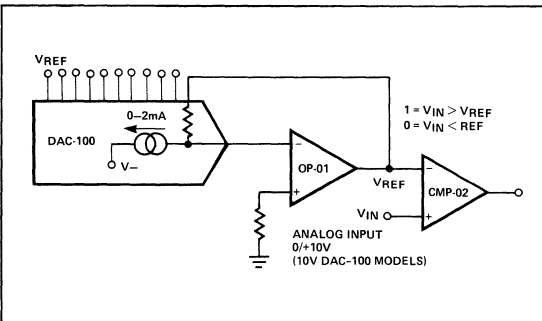 VREF
0–2mA
DAC-100
V–
–
OP-01
+
1 = VIN > VREF
0 = VIN < REF
VREF
–
CMP-02
VIN
+
ANALOG INPUT
0/+10V
(10V DAC-100 MODELS)